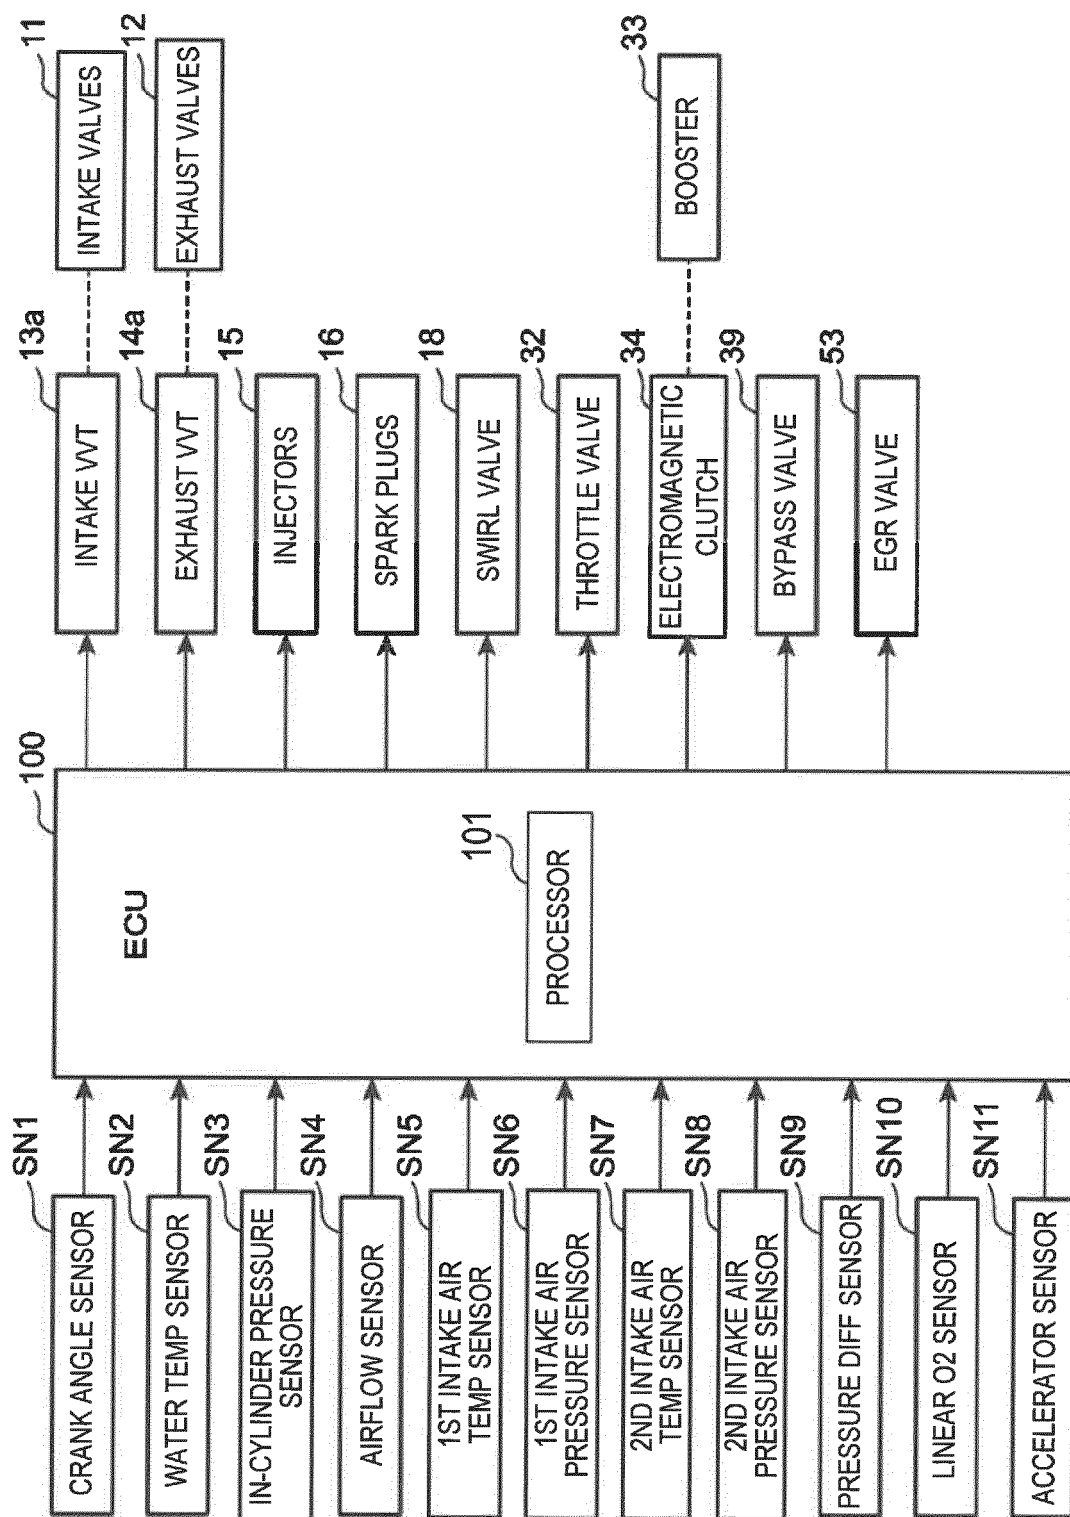 SN1
CRANK ANGLE SENSOR
SN2
WATER TEMP SENSOR
SN3
IN-CYLINDER PRESSURE
SENSOR
SN4
AIRFLOW SENSOR
SN5
1ST INTAKE AIR
TEMP SENSOR
SN6
1ST INTAKE AIR
PRESSURE SENSOR
SN7
2ND INTAKE AIR
TEMP SENSOR
SN8
2ND INTAKE AIR
PRESSURE SENSOR
SN9
PRESSURE DIFF SENSOR
SN10
LINEAR O2 SENSOR
SN11
ACCELERATOR SENSOR
100
ECU
101
PROCESSOR
13a
INTAKE VVT
11
INTAKE VALVES
14a
EXHAUST VVT
12
EXHAUST VALVES
15
INJECTORS
16
SPARK PLUGS
18
SWIRL VALVE
32
THROTTLE VALVE
34
ELECTROMAGNETIC
CLUTCH
33
BOOSTER
39
BYPASS VALVE
53
EGR VALVE